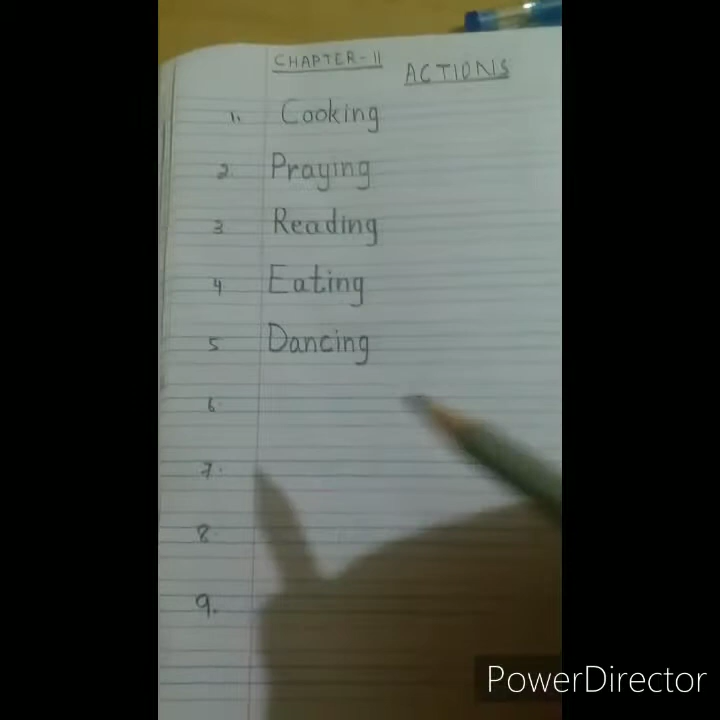 CHAPTER-11 ACTIONS
1. Cooking
2. Praying
3 Reading
4 Eating
5 Dancing
6.
7.
8.
9.
PowerDirector